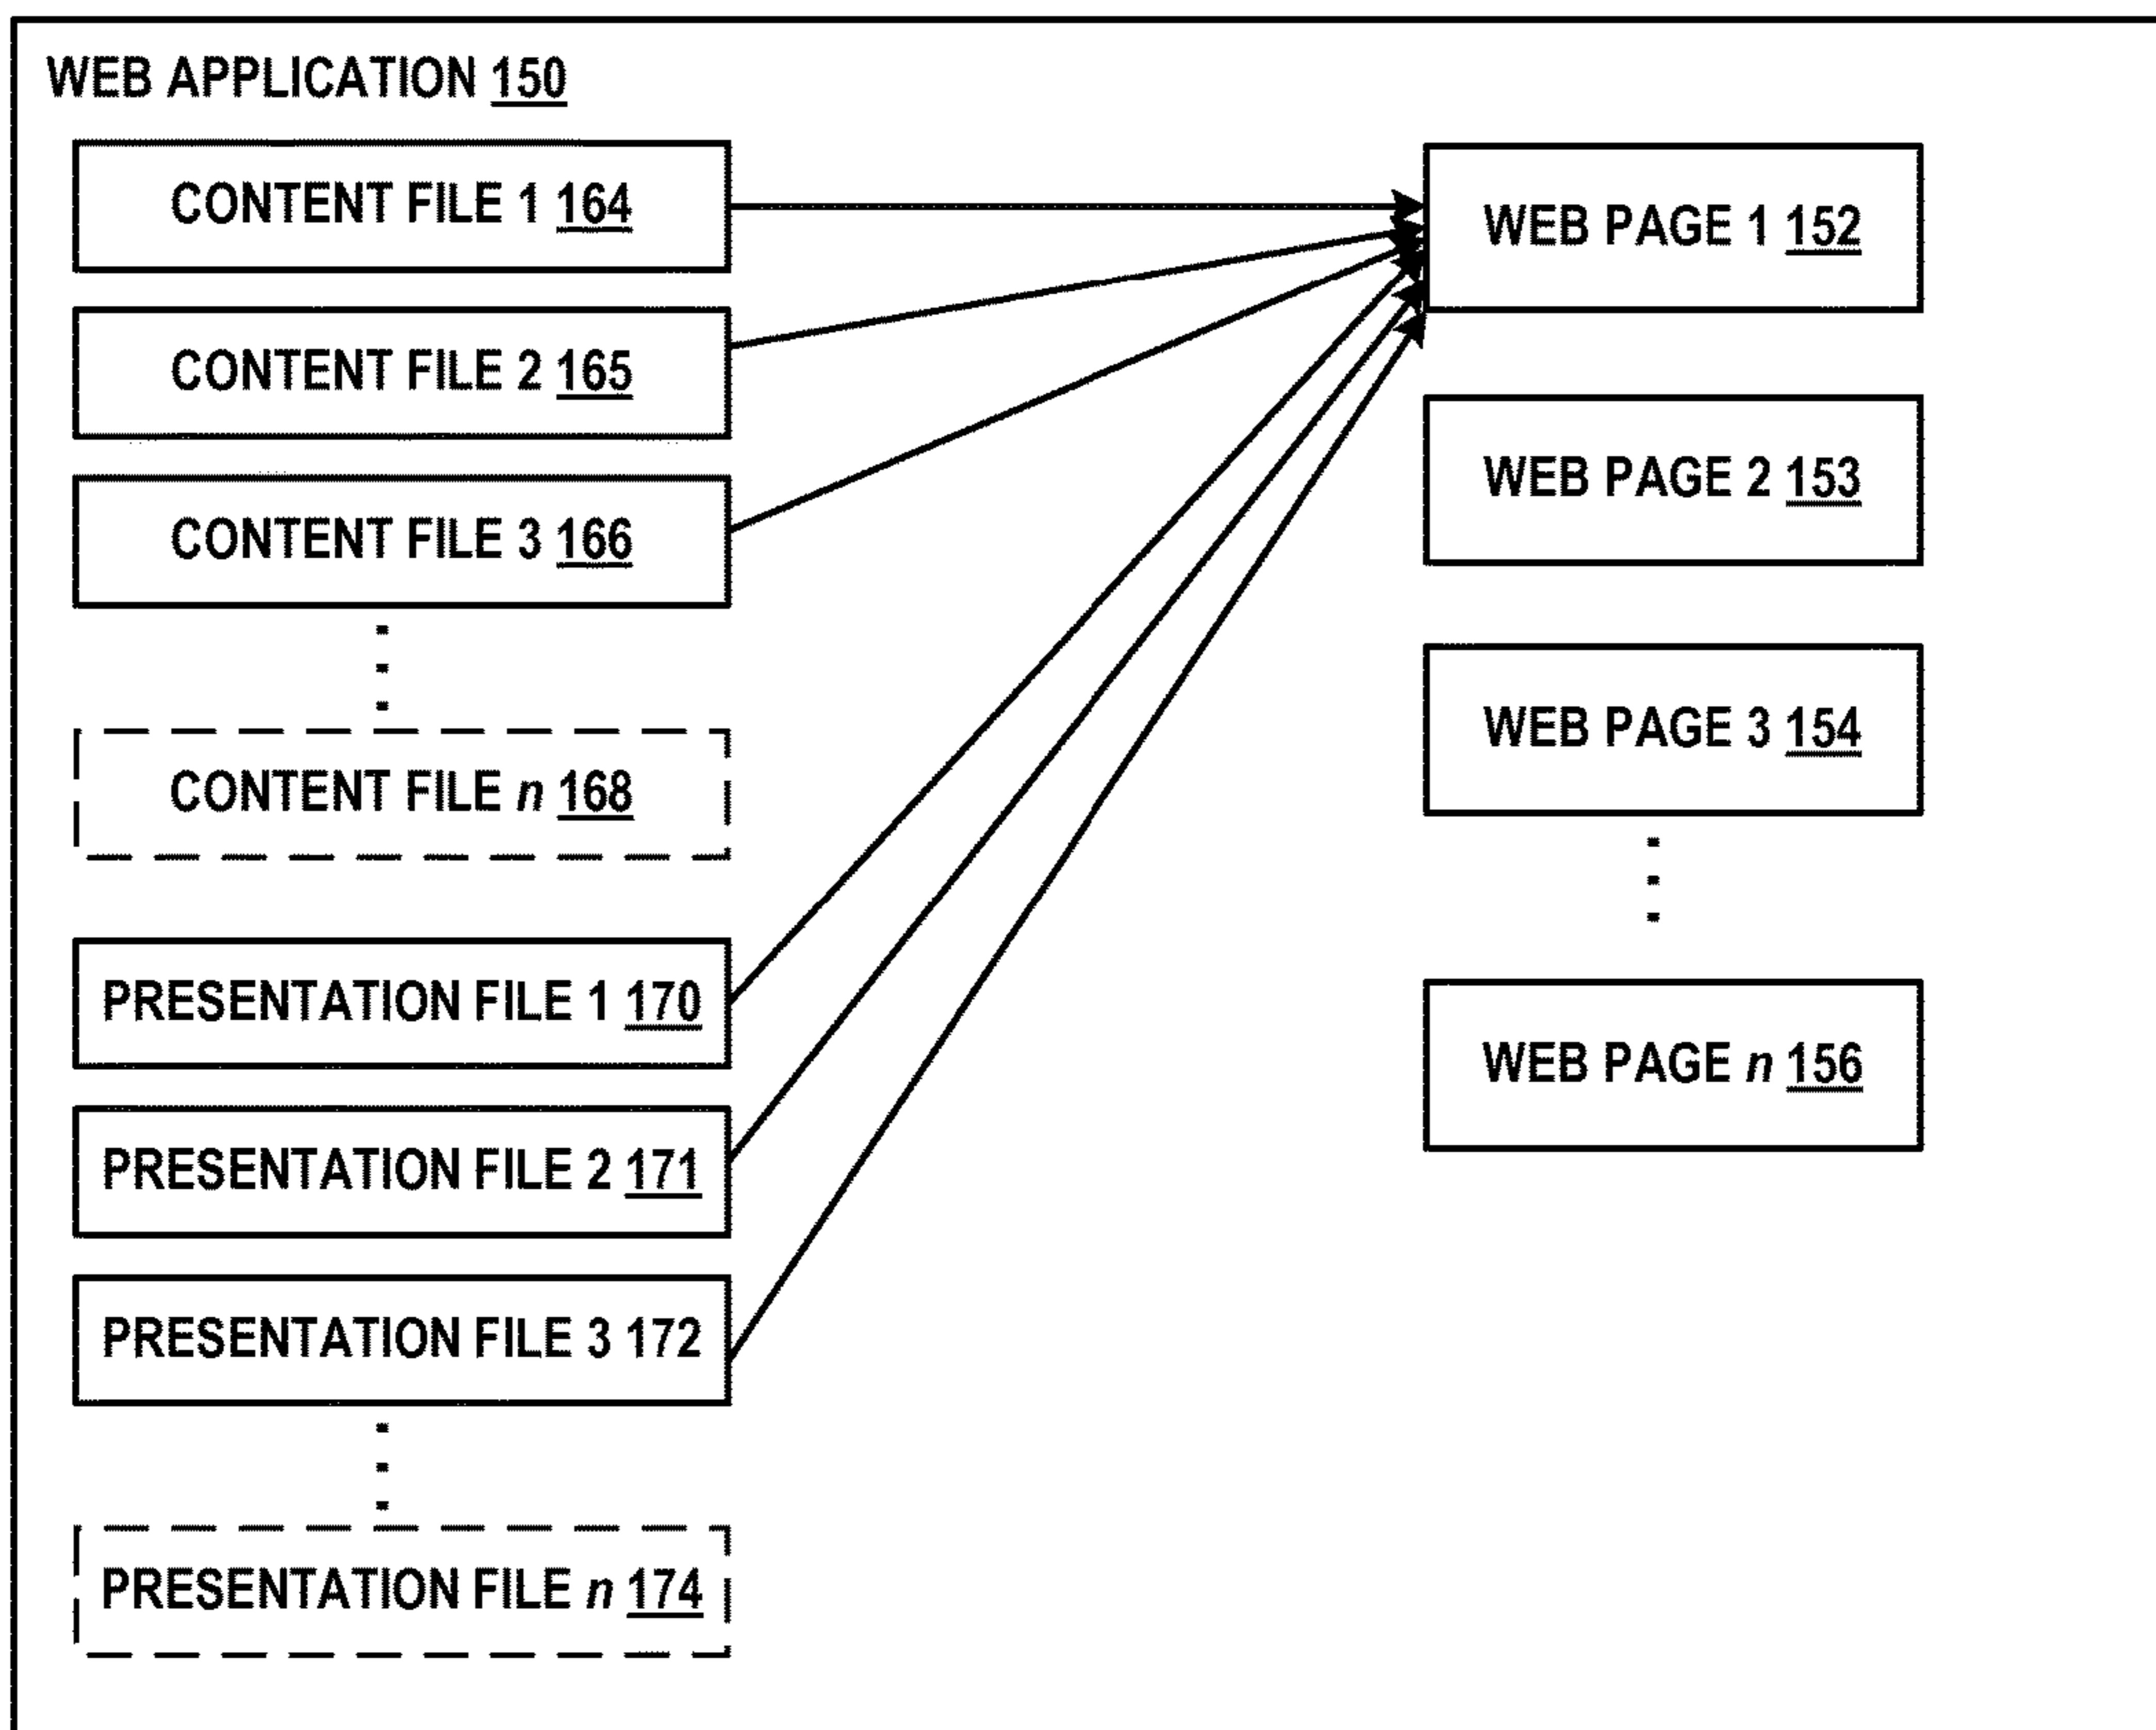 WEB APPLICATION 150
CONTENT FILE 1 164
CONTENT FILE 2 165
CONTENT FILE 3 166
CONTENT FILE n 168
PRESENTATION FILE 1 170
PRESENTATION FILE 2 171
PRESENTATION FILE 3 172
PRESENTATION FILE n 174
WEB PAGE 1 152
WEB PAGE 2 153
WEB PAGE 3 154
WEB PAGE n 156